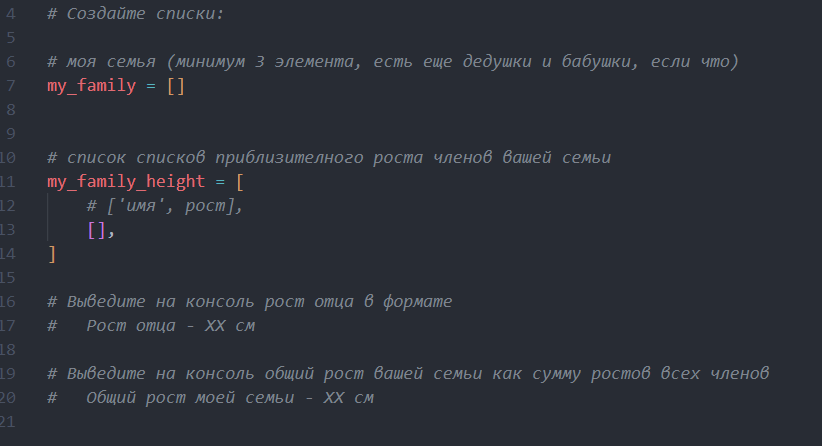 4 # Создайте списки:
5
6 # моя семья (минимум 3 элемента, есть еще дедушки и бабушки, если что)
7 my_family = []
8
9
10 # список списков приблизителного роста членов вашей семьи
11 my_family_height = [
12 # ['имя', рост],
13 [],
14 ]
15
16 # Выведите на консоль рост отца в формате
17 # Рост отца - ХХ см
18
19 # Выведите на консоль общий рост вашей семьи как сумму ростов всех членов
20 # Общий рост моей семьи - ХХ см
21